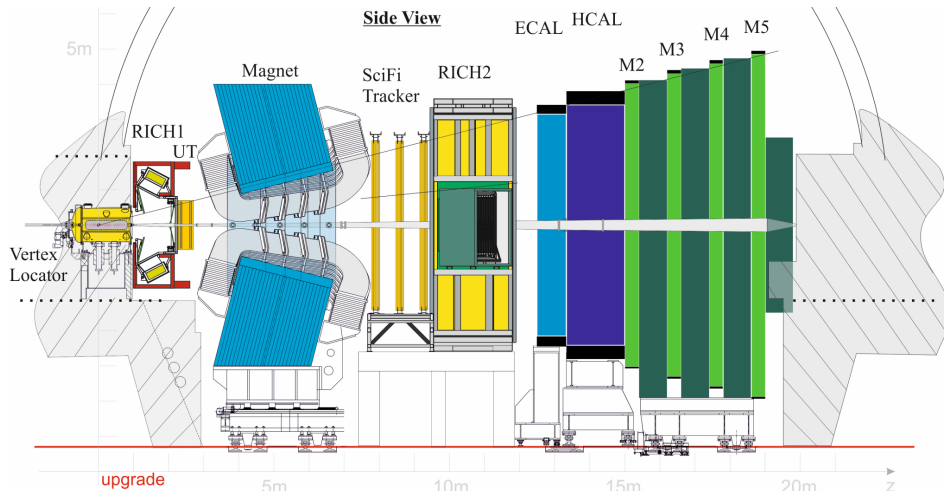 Side View
ECAL
HCAL
M5
M4
M3
M2
5m
Magnet
SciFi
Tracker
RICH2
RICH1
UT
Vertex
Locator
upgrade
5m
10m
15m
20m
z